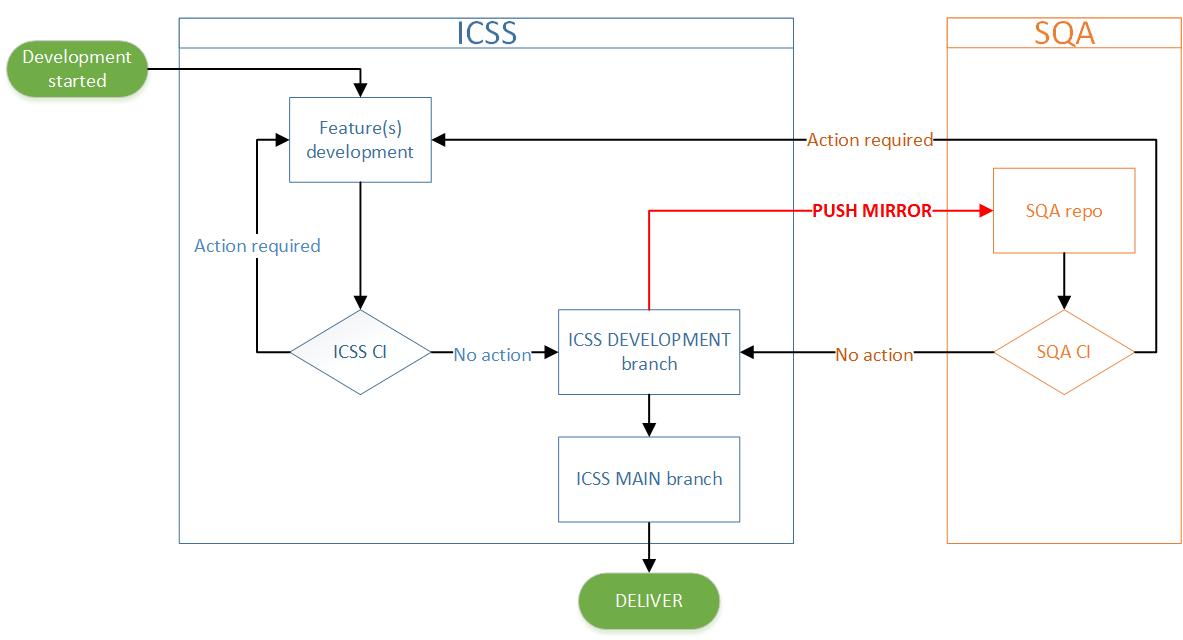 ICSS
SQA
Development
started
Feature(s)
development
Action required
PUSH MIRROR
SQA repo
Action required
ICSS CI
No action
ICSS DEVELOPMENT
branch
No action
SQA CI
ICSS MAIN branch
DELIVER